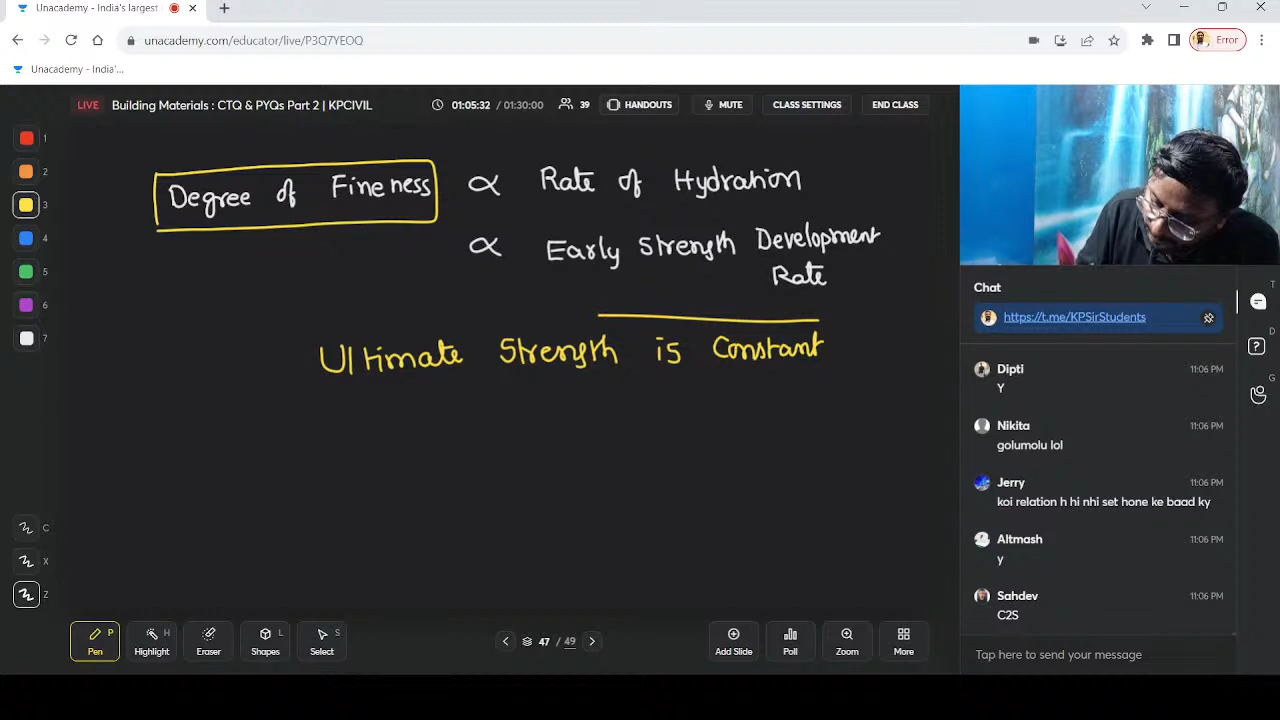 Unacademy - India's largest
unacademy.com/educator/live/P3Q7YEOQ
Error
Unacademy - India'...
LIVE Building Materials : CTQ & PYQs Part 2 | KPCIVIL 01:05:32 / 01:30:00 39 HANDOUTS MUTE CLASS SETTINGS END CLASS
1
2
3
4
5
6
7
Degree of Fineness ∝ Rate of Hydration
∝ Early Strength Development
Rate
Ultimate Strength is Constant
C
X
Z
P
Pen
H
Highlight
Eraser
L
Shapes
S
Select
47 / 49
Add Slide
Poll
Zoom
More
Chat
https://t.me/KPSirStudents
Dipti 11:06 PM
Y
Nikita 11:06 PM
golumolu lol
Jerry 11:06 PM
koi relation h hi nhi set hone ke baad ky
Altmash 11:06 PM
y
Sahdev 11:06 PM
C2S
Tap here to send your message
T
D
G